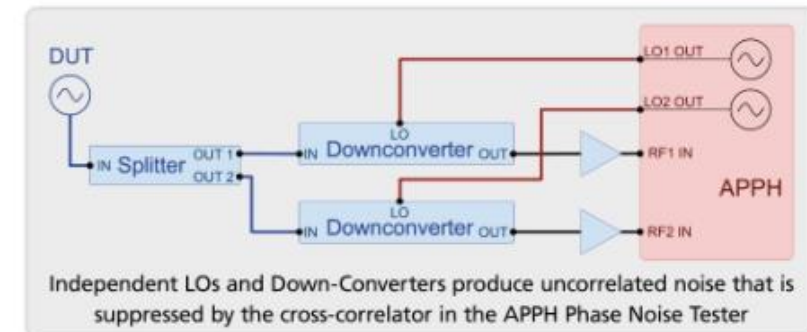 DUT
LO1 OUT
LO2 OUT
LO
IN Splitter OUT 1 OUT 2
IN Downconverter OUT
RF1 IN
APPH
LO
IN Downconverter OUT
RF2 IN
Independent LOs and Down-Converters produce uncorrelated noise that is
suppressed by the cross-correlator in the APPH Phase Noise Tester